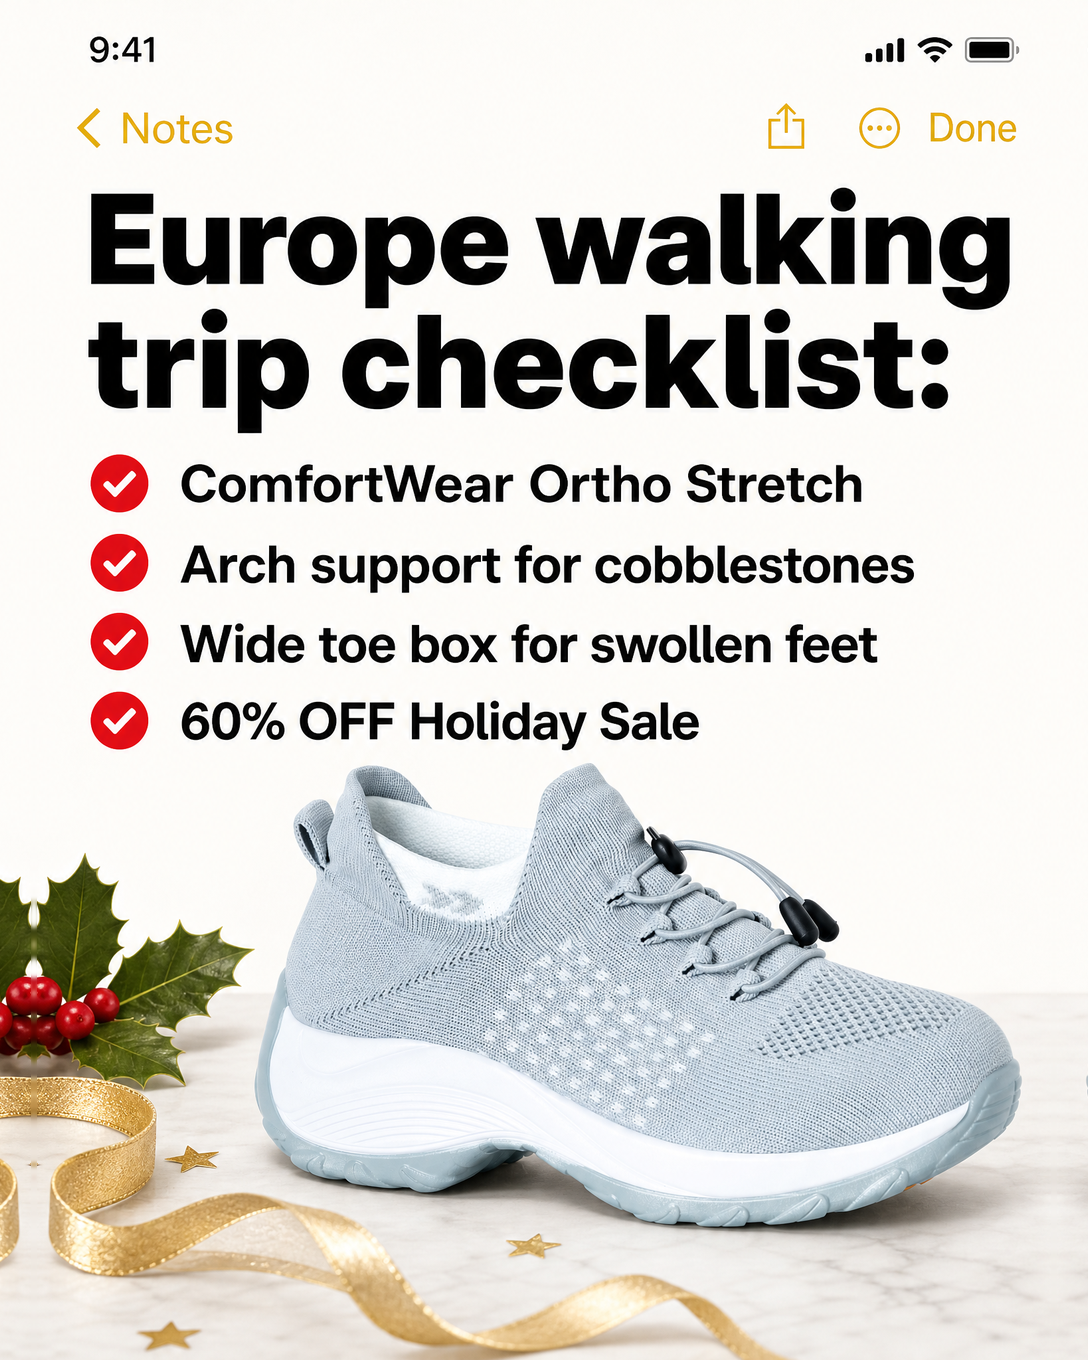 9:41
Notes
Done
Europe walking
trip checklist:
ComfortWear Ortho Stretch
Arch support for cobblestones
Wide toe box for swollen feet
60% OFF Holiday Sale